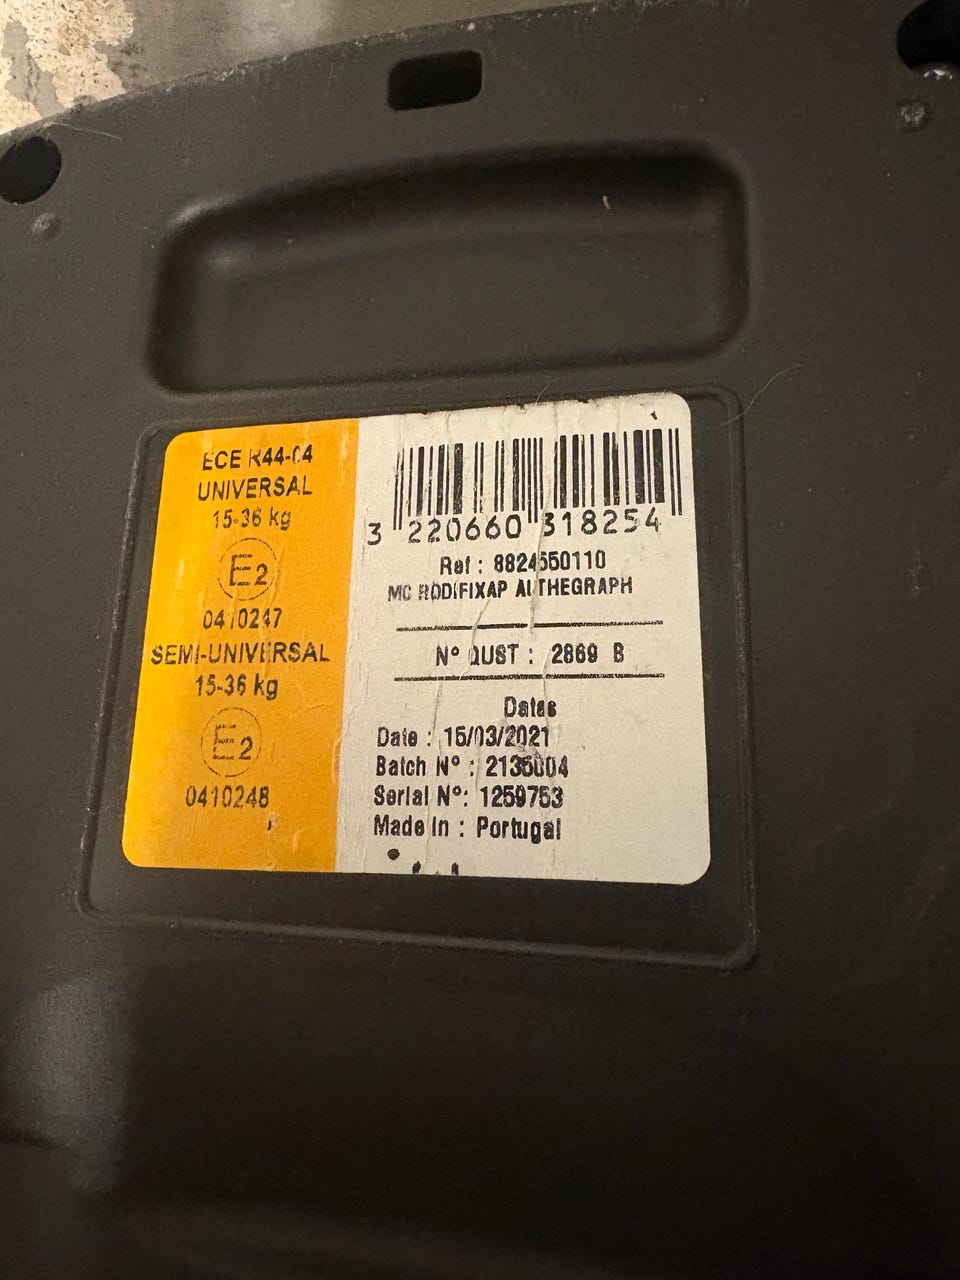 ECE R44-04
UNIVERSAL
15-36 kg
E2
0410247
SEMI-UNIVERSAL
15-36 kg
E2
0410248
3 220660 318254
Ref : 8824550110
MC RODIFIXAP AUTHEGRAPH
N° QUST : 2869 B
Datas
Date : 15/03/2021
Batch N° :
Serial N°: 1259753
Made in : Portugal